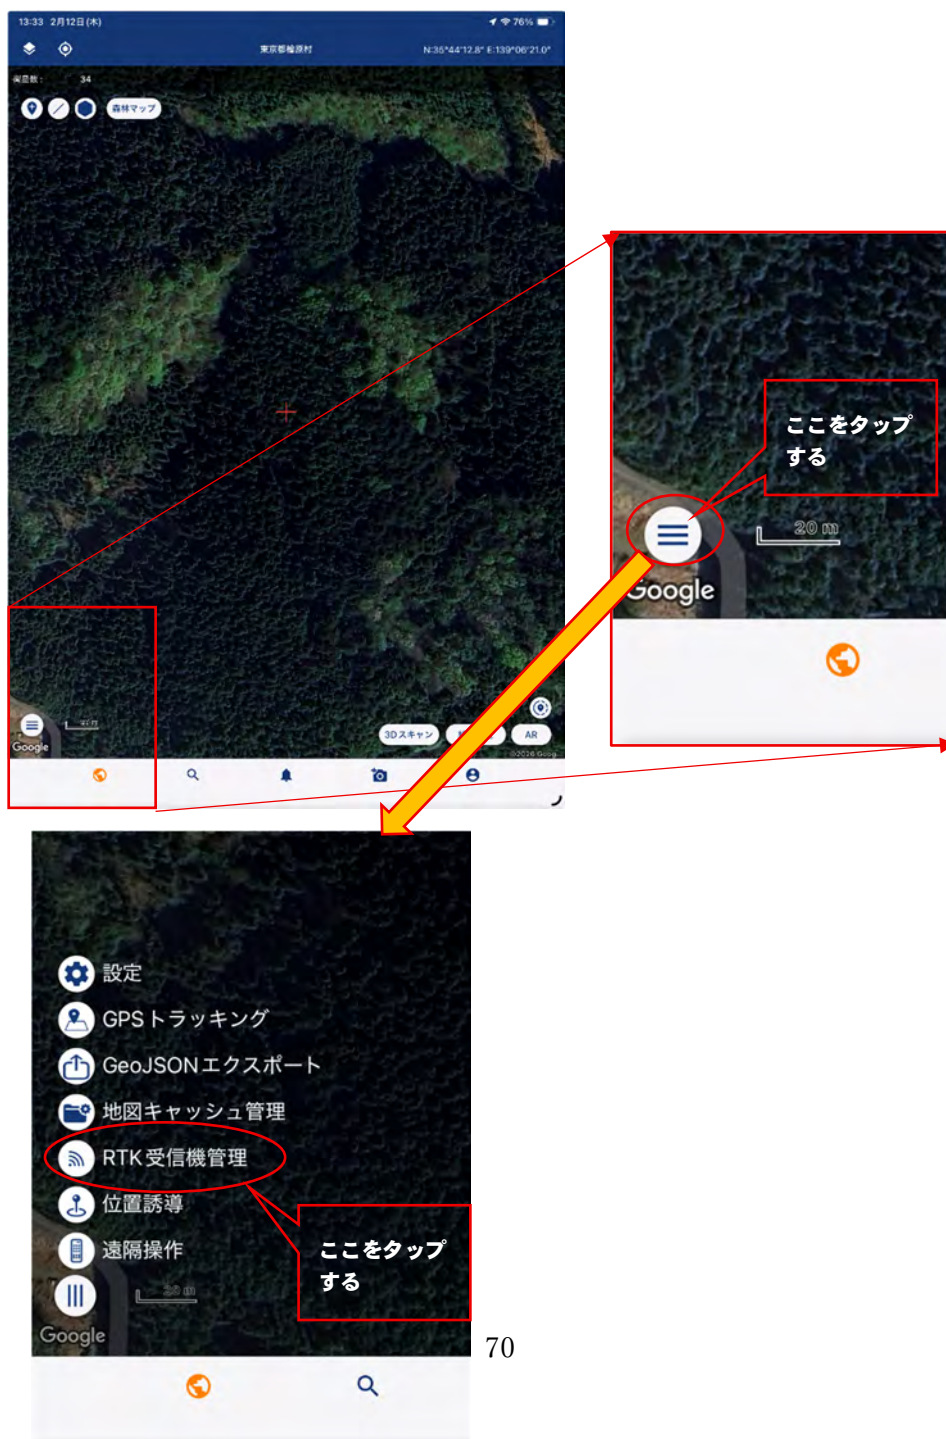 13:33 2月12日(木)
76%
東京都檜原村
N:35°44'12.8" E:139°06'21.0"
34
森林マップ
3Dスキャン
AR
Google
20 m
ここをタップ
する
20 m
Google
設定
GPSトラッキング
GeoJSONエクスポート
地図キャッシュ管理
RTK受信機管理
位置誘導
遠隔操作
ここをタップ
する
20 m
Google
70